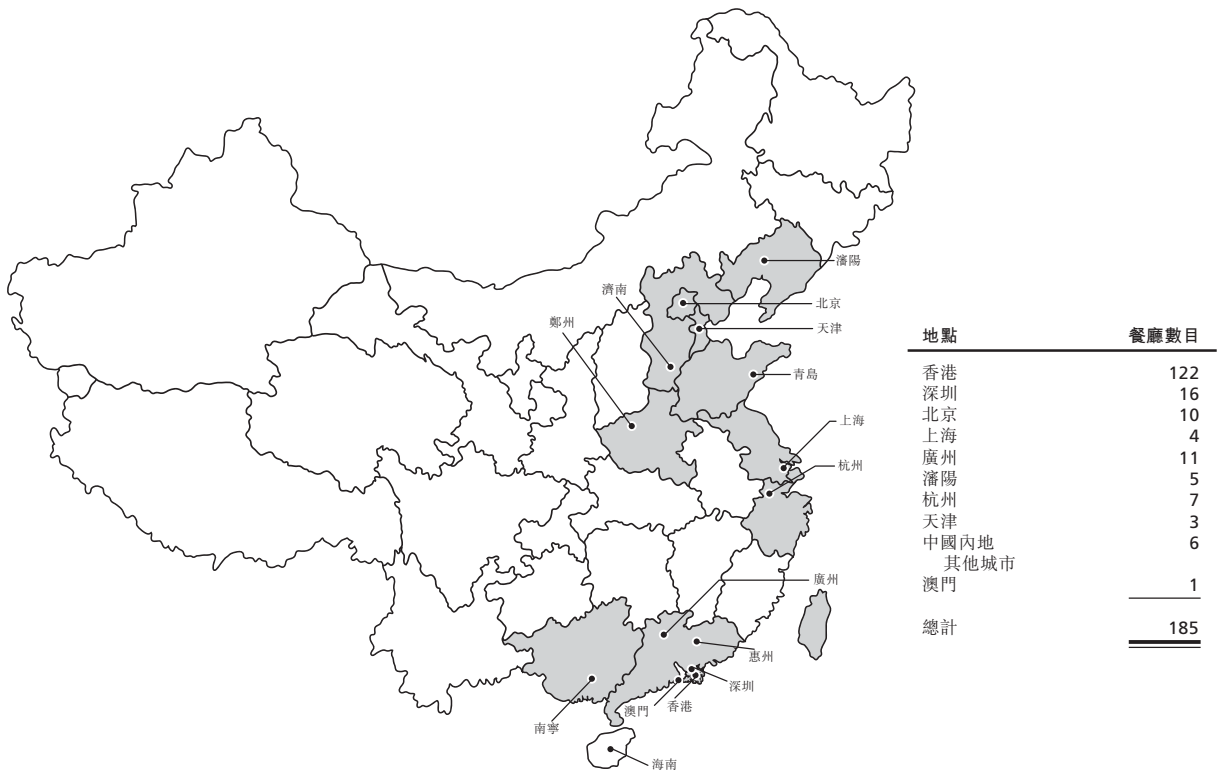 瀋陽
濟南
北京
鄭州
天津
青島
上海
杭州
廣州
惠州
深圳
香港
澳門
南寧
海南
地點 餐廳數目
香港 122
深圳 16
北京 10
上海 4
廣州 11
瀋陽 5
杭州 7
天津 3
中國內地 6
其他城市
澳門 1
總計 185